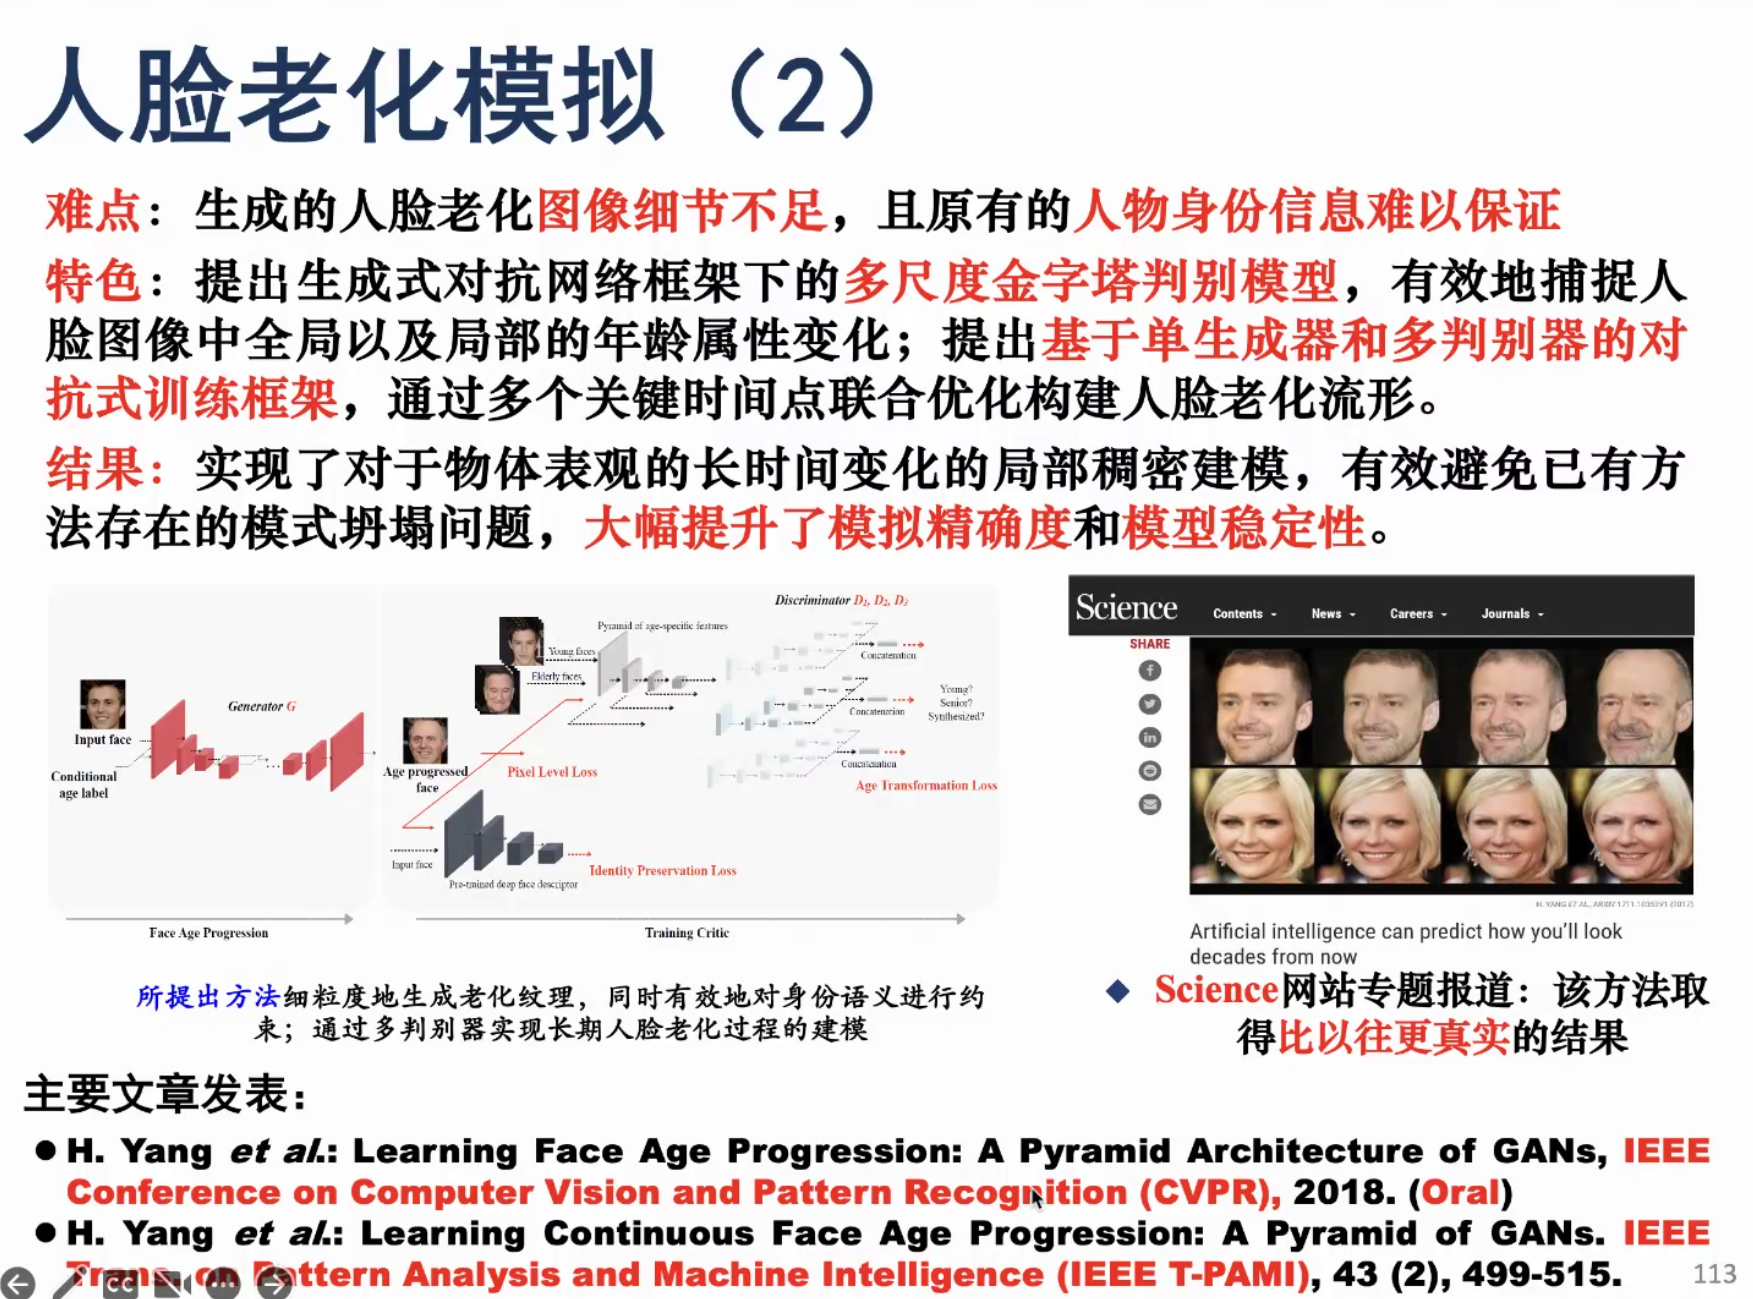 人脸老化模拟（2）
难点：生成的人脸老化图像细节不足，且原有的人物身份信息难以保证
特色：提出生成式对抗网络框架下的多尺度金字塔判别模型，有效地捕捉人
脸图像中全局以及局部的年龄属性变化；提出基于单生成器和多判别器的对
抗式训练框架，通过多个关键时间点联合优化构建人脸老化流形。
结果：实现了对于物体表观的长时间变化的局部稠密建模，有效避免已有方
法存在的模式坍塌问题，大幅提升了模拟精确度和模型稳定性。
Input face
Conditional
age label
Generator G
Face Age Progression
Discriminator D1, D2, D3
Pyramid of age-specific features
Young faces
Elderly faces
Age progressed
face
Pixel Level Loss
Concatenation
Concatenation
Concatenation
Young?
Senior?
Synthesized?
Age Transformation Loss
Input face
Pre-trained deep face descriptor
Identity Preservation Loss
Training Critic
Science
Contents
News
Careers
Journals
SHARE
H. YANG ET AL., ARXIV 1711.10352V1 (2017)
Artificial intelligence can predict how you'll look
decades from now
所提出方法细粒度地生成老化纹理，同时有效地对身份语义进行约
束；通过多判别器实现长期人脸老化过程的建模
◆ Science网站专题报道：该方法取
得比以往更真实的结果
主要文章发表：
● H. Yang et al.: Learning Face Age Progression: A Pyramid Architecture of GANs, IEEE
Conference on Computer Vision and Pattern Recognition (CVPR), 2018. (Oral)
● H. Yang et al.: Learning Continuous Face Age Progression: A Pyramid of GANs. IEEE
Trans. on Pattern Analysis and Machine Intelligence (IEEE T-PAMI), 43 (2), 499-515.
CC
113